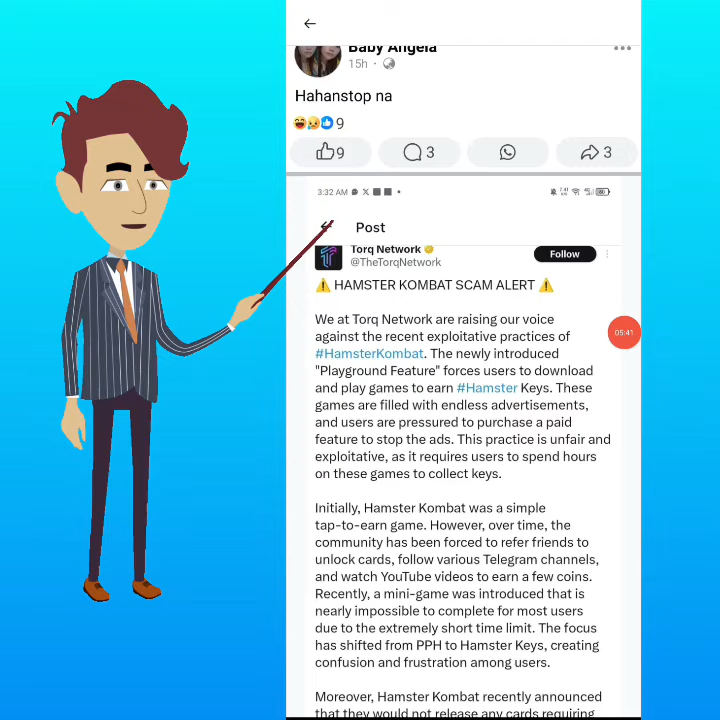 Baby Angela
15h ·
Hahanstop na
9
9
3
3
3:32 AM
Post
Torq Network
Follow
@TheTorqNetwork
⚠️ HAMSTER KOMBAT SCAM ALERT ⚠️
We at Torq Network are raising our voice
against the recent exploitative practices of
#HamsterKombat. The newly introduced
"Playground Feature" forces users to download
and play games to earn #Hamster Keys. These
games are filled with endless advertisements,
and users are pressured to purchase a paid
feature to stop the ads. This practice is unfair and
exploitative, as it requires users to spend hours
on these games to collect keys.
05:41
Initially, Hamster Kombat was a simple
tap-to-earn game. However, over time, the
community has been forced to refer friends to
unlock cards, follow various Telegram channels,
and watch YouTube videos to earn a few coins.
Recently, a mini-game was introduced that is
nearly impossible to complete for most users
due to the extremely short time limit. The focus
has shifted from PPH to Hamster Keys, creating
confusion and frustration among users.
Moreover, Hamster Kombat recently announced
that they would not release any cards requiring